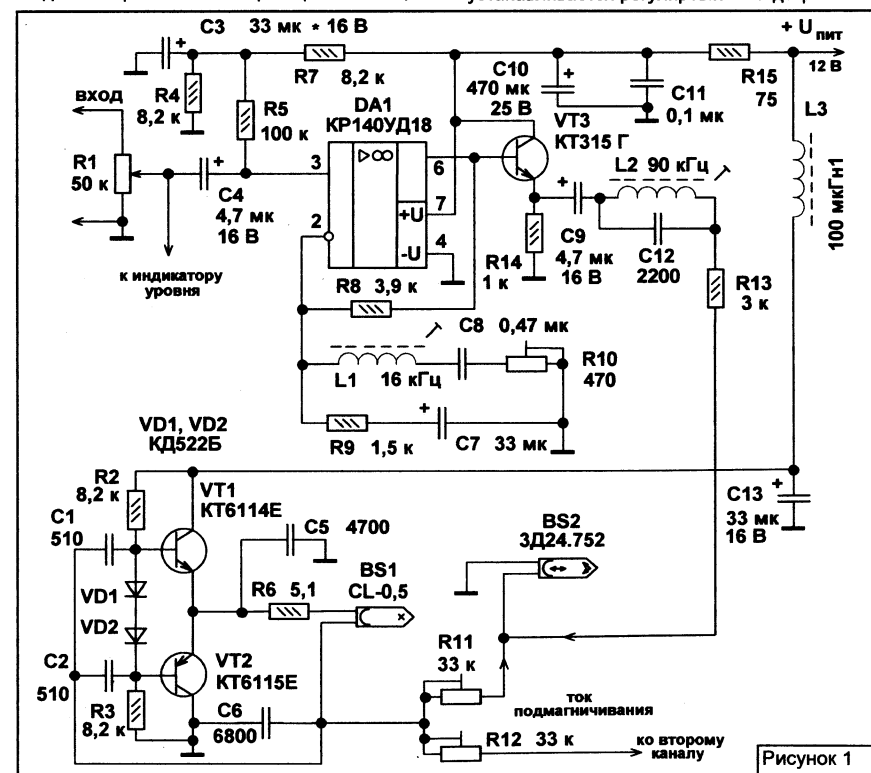 C3 33 мк * 16 В
+ U пит
12 В
R7 8,2 к
R4
8,2 к
R5
100 к
C10
470 мк
25 В
C11
0,1 мк
R15
75
L3
100 мкГн1
вход
R1
50 к
DA1
КР140УД18
VT3
КТ315 Г
L2 90 кГц
3
2
6
7
4
▷∞
+U
-U
C4
4,7 мк
16 В
к индикатору
уровня
R14
1 к
C9
4,7 мк
16 В
C12
2200
R13
3 к
R8 3,9 к
C8 0,47 мк
L1 16 кГц
R10
470
R9 1,5 к
C7 33 мк
VD1, VD2
КД522Б
R2
8,2 к
VT1
КТ6114Е
C1
510
C5 4700
BS2
3Д24.752
C13
33 мк
16 В
VD1
VD2
R6 5,1
BS1
CL-0,5
C2
510
VT2
КТ6115Е
R3
8,2 к
C6
6800
R11
33 к
ток
подмагничивания
R12 33 к
ко второму
каналу
Рисунок 1